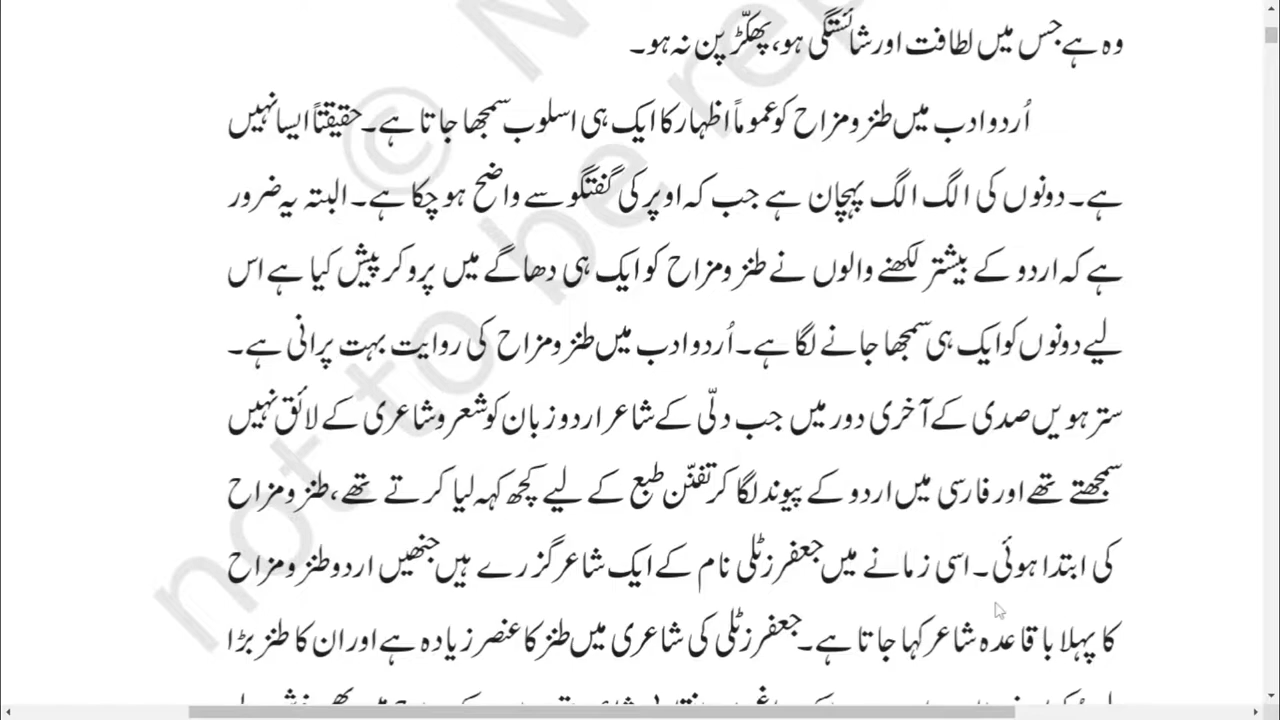 وہ ہے جس میں لطافت اور شائستگی ہو، پھکّڑ پن نہ ہو۔
اُردو ادب میں طنز و مزاح کو عموماً اظہار کا ایک ہی اسلوب سمجھا جاتا ہے۔ حقیقتاً ایسا نہیں
ہے۔ دونوں کی الگ الگ پہچان ہے جب کہ اوپر کی گفتگو سے واضح ہو چکا ہے۔ البتہ یہ ضرور
ہے کہ اردو کے بیشتر لکھنے والوں نے طنز و مزاح کو ایک ہی دھاگے میں پرو کر پیش کیا ہے اس
لیے دونوں کو ایک ہی سمجھا جانے لگا ہے۔ اُردو ادب میں طنز و مزاح کی روایت بہت پرانی ہے۔
سترہویں صدی کے آخری دور میں جب دلّی کے شاعر اردو زبان کو شعر و شاعری کے لائق نہیں
سمجھتے تھے اور فارسی میں اردو کے پیوند لگا کر تفنّن طبع کے لیے کچھ کہہ لیا کرتے تھے، طنز و مزاح
کی ابتدا ہوئی۔ اسی زمانے میں جعفر زٹلی نام کے ایک شاعر گزرے ہیں جنھیں اردو طنز و مزاح
کا پہلا باقاعدہ شاعر کہا جاتا ہے۔ جعفر زٹلی کی شاعری میں طنز کا عنصر زیادہ ہے اور ان کا طنز بڑا
©
not to be re